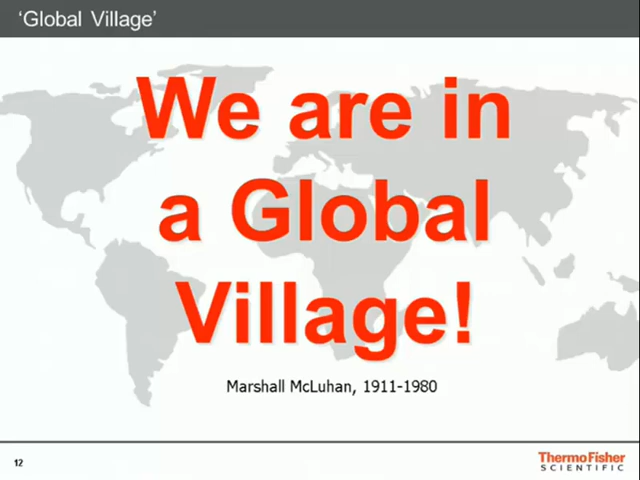 ‘Global Village’
We are in
a Global
Village!
Marshall McLuhan, 1911-1980
12
ThermoFisher
SCIENTIFIC